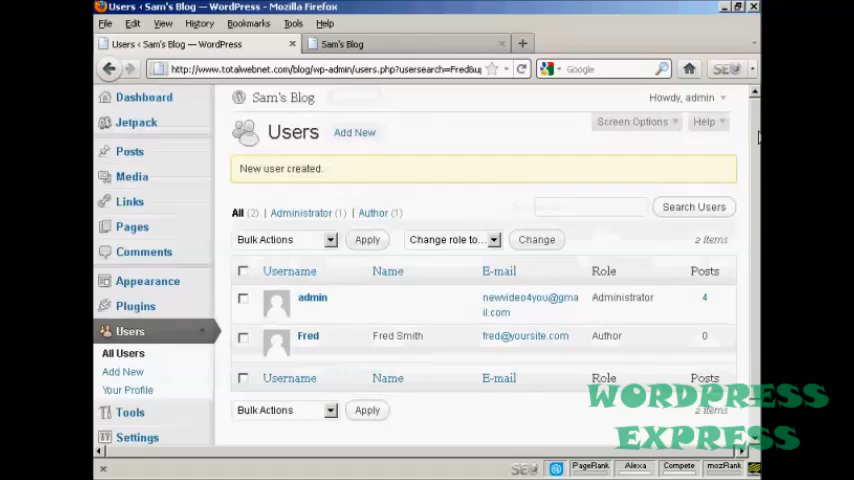 Users ‹ Sam's Blog — WordPress - Mozilla Firefox
File Edit View History Bookmarks Tools Help
Users ‹ Sam's Blog — WordPress × Sam's Blog × +
http://www.totalwebnet.com/blog/wp-admin/users.php?usersearch=Fred&u Google SEO
Sam's Blog Howdy, admin
Users Add New Screen Options Help
New user created.
All (2) | Administrator (1) | Author (1) Search Users
Bulk Actions Apply Change role to... Change 2 items
Username Name E-mail Role Posts
admin newvideo4you@gma Administrator 4
il.com
Fred Fred Smith fred@yoursite.com Author 0
Username Name E-mail Role Posts
Bulk Actions Apply 2 items
Dashboard
Jetpack
Posts
Media
Links
Pages
Comments
Appearance
Plugins
Users
All Users
Add New
Your Profile
Tools
Settings
WORDPRESS
EXPRESS
× SEO PageRank Alexa Compete mozRank